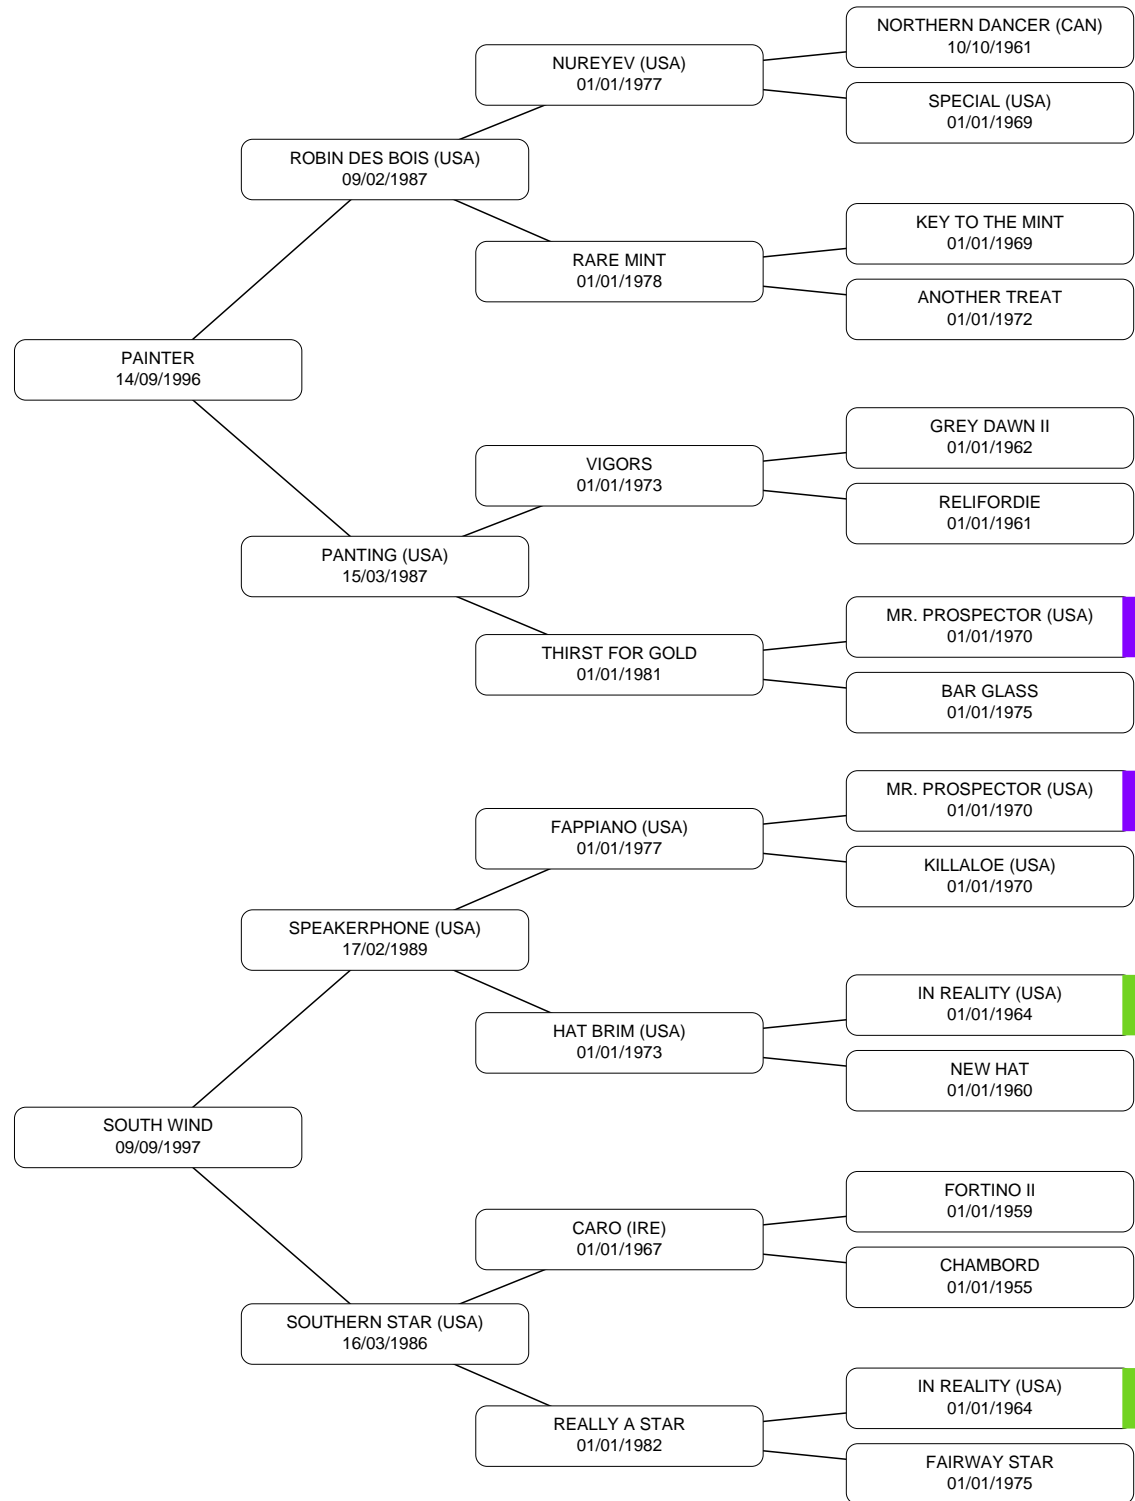 NORTHERN DANCER (CAN)
10/10/1961
NUREYEV (USA)
01/01/1977
SPECIAL (USA)
01/01/1969
ROBIN DES BOIS (USA)
09/02/1987
KEY TO THE MINT
01/01/1969
RARE MINT
01/01/1978
ANOTHER TREAT
01/01/1972
PAINTER
14/09/1996
GREY DAWN II
01/01/1962
VIGORS
01/01/1973
RELIFORDIE
01/01/1961
PANTING (USA)
15/03/1987
MR. PROSPECTOR (USA)
01/01/1970
THIRST FOR GOLD
01/01/1981
BAR GLASS
01/01/1975
MR. PROSPECTOR (USA)
01/01/1970
FAPPIANO (USA)
01/01/1977
KILLALOE (USA)
01/01/1970
SPEAKERPHONE (USA)
17/02/1989
IN REALITY (USA)
01/01/1964
HAT BRIM (USA)
01/01/1973
NEW HAT
01/01/1960
SOUTH WIND
09/09/1997
FORTINO II
01/01/1959
CARO (IRE)
01/01/1967
CHAMBORD
01/01/1955
SOUTHERN STAR (USA)
16/03/1986
IN REALITY (USA)
01/01/1964
REALLY A STAR
01/01/1982
FAIRWAY STAR
01/01/1975